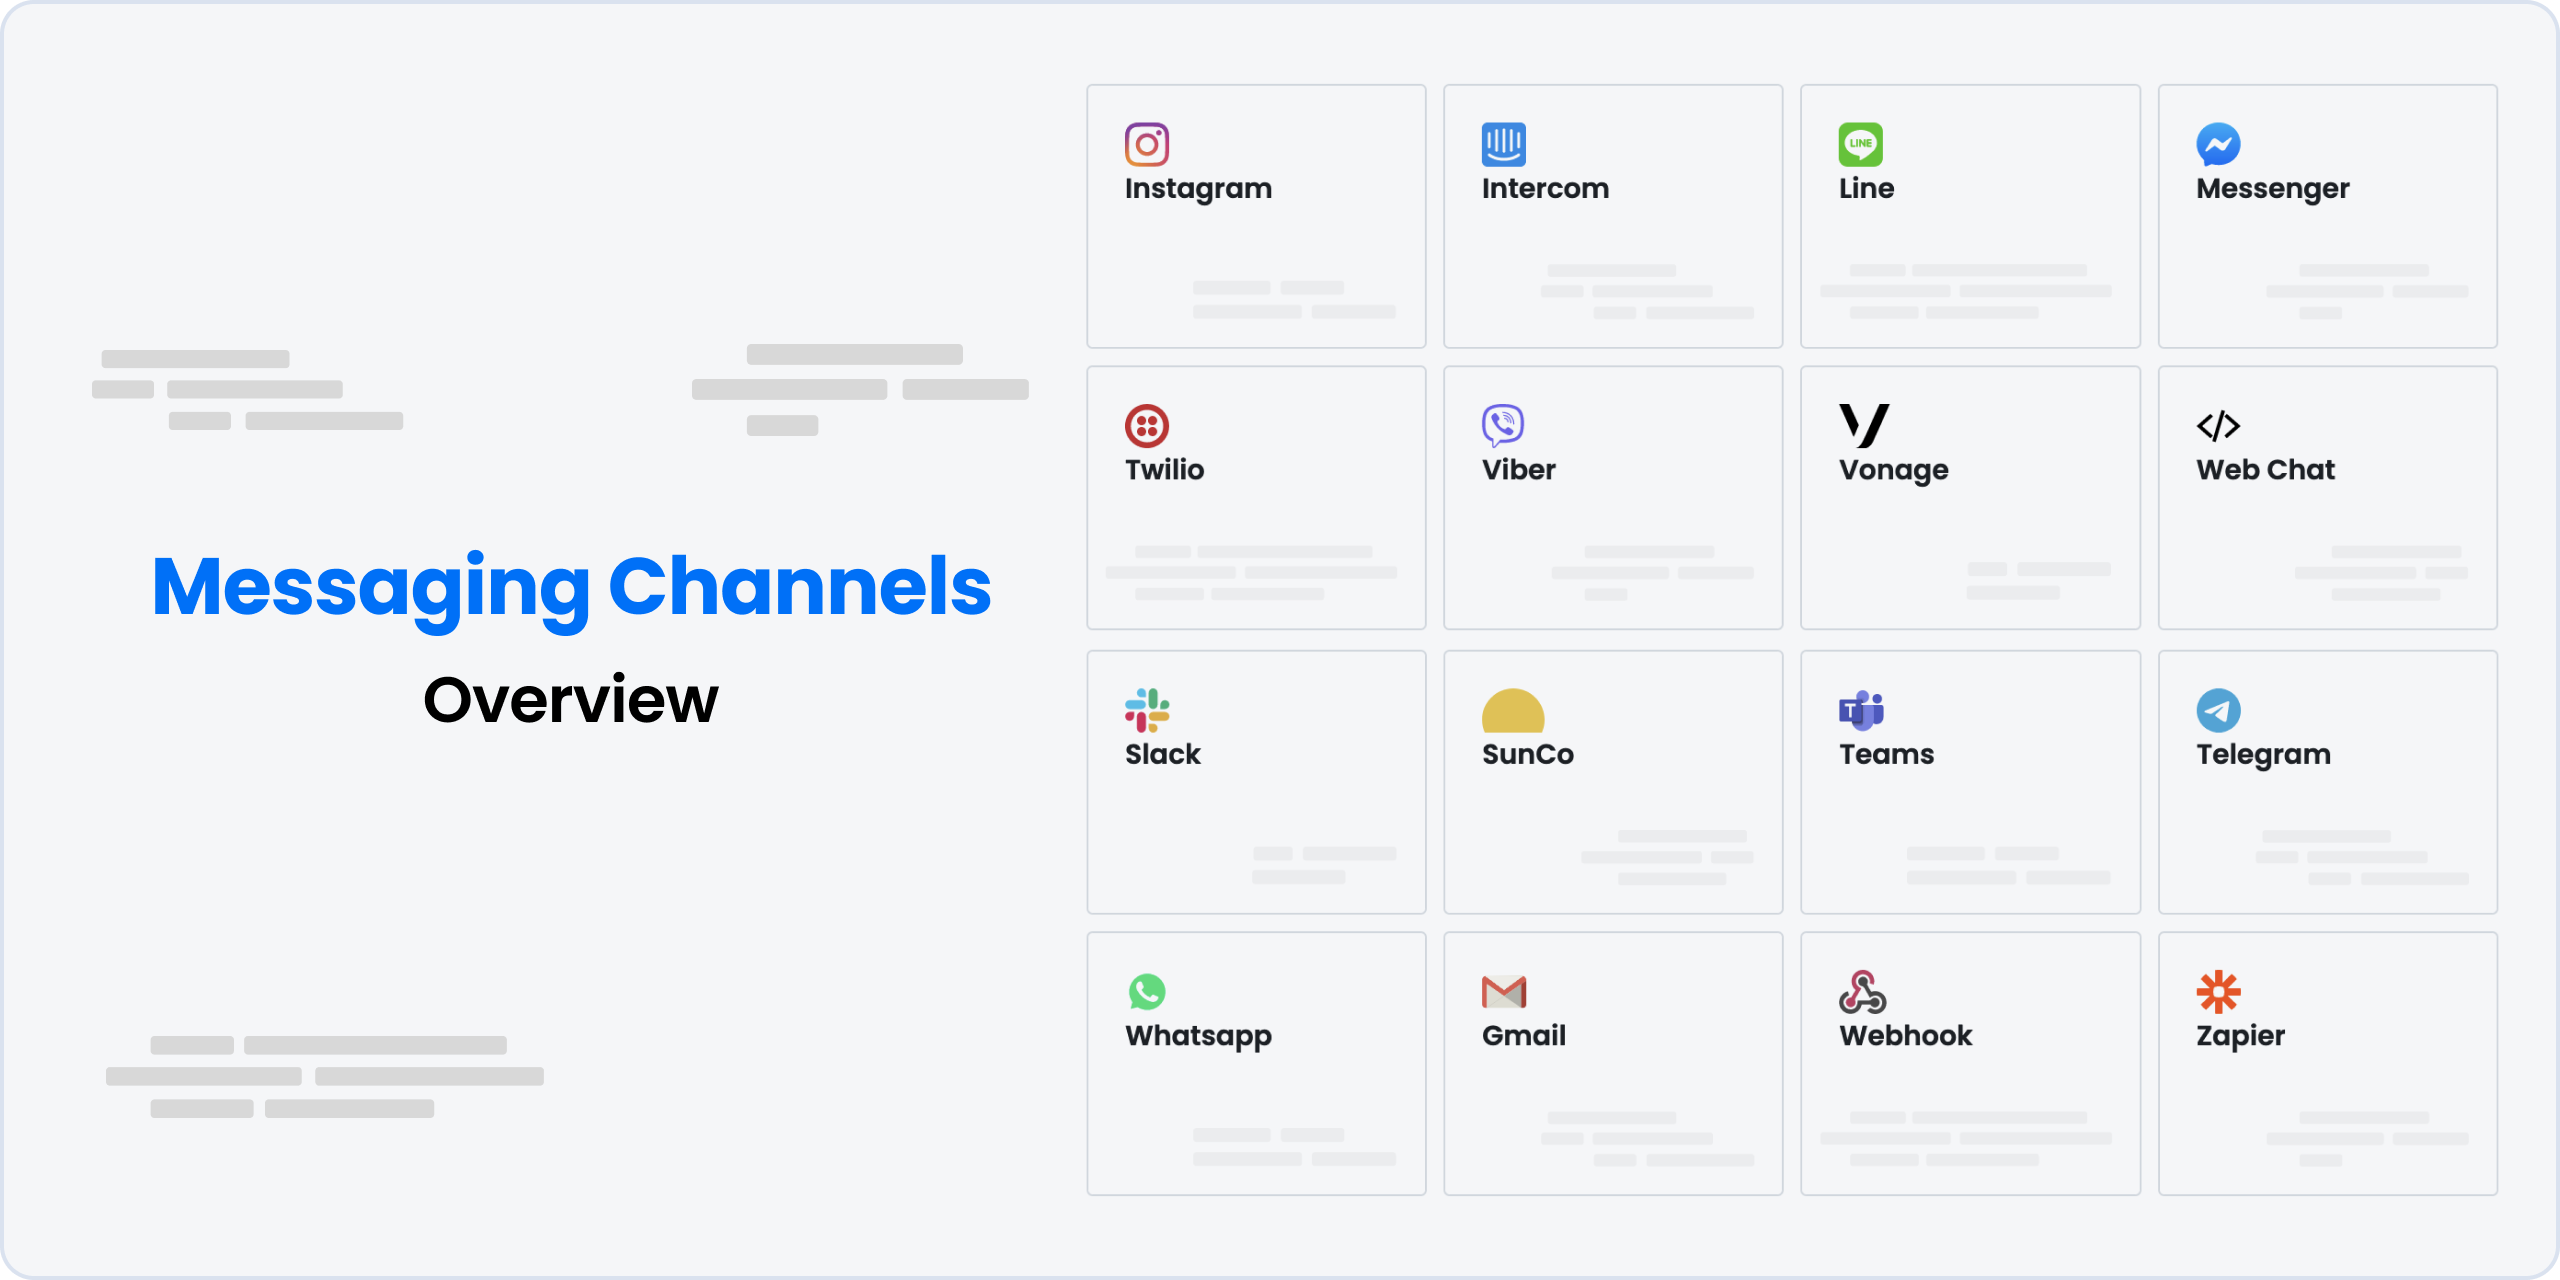 Messaging Channels
Overview
Instagram
Intercom
LINE
Line
Messenger
Twilio
Viber
Vonage
Web Chat
Slack
SunCo
T
Teams
Telegram
Whatsapp
Gmail
Webhook
Zapier